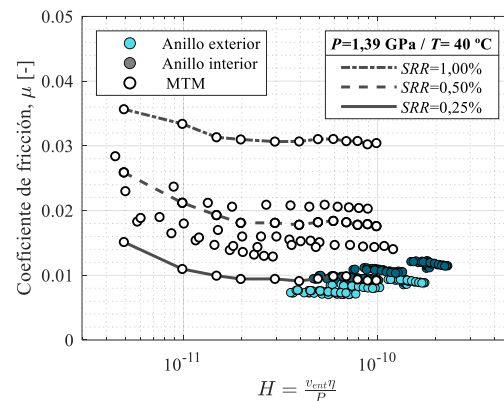 0.05
0.04
0.03
0.02
0.01
0
Coeficiente de fricción, μ [-]
Anillo exterior
Anillo interior
MTM
P=1,39 GPa / T= 40 ºC
SRR=1,00%
SRR=0,50%
SRR=0,25%
10⁻¹¹
10⁻¹⁰
H = v_ent η / P